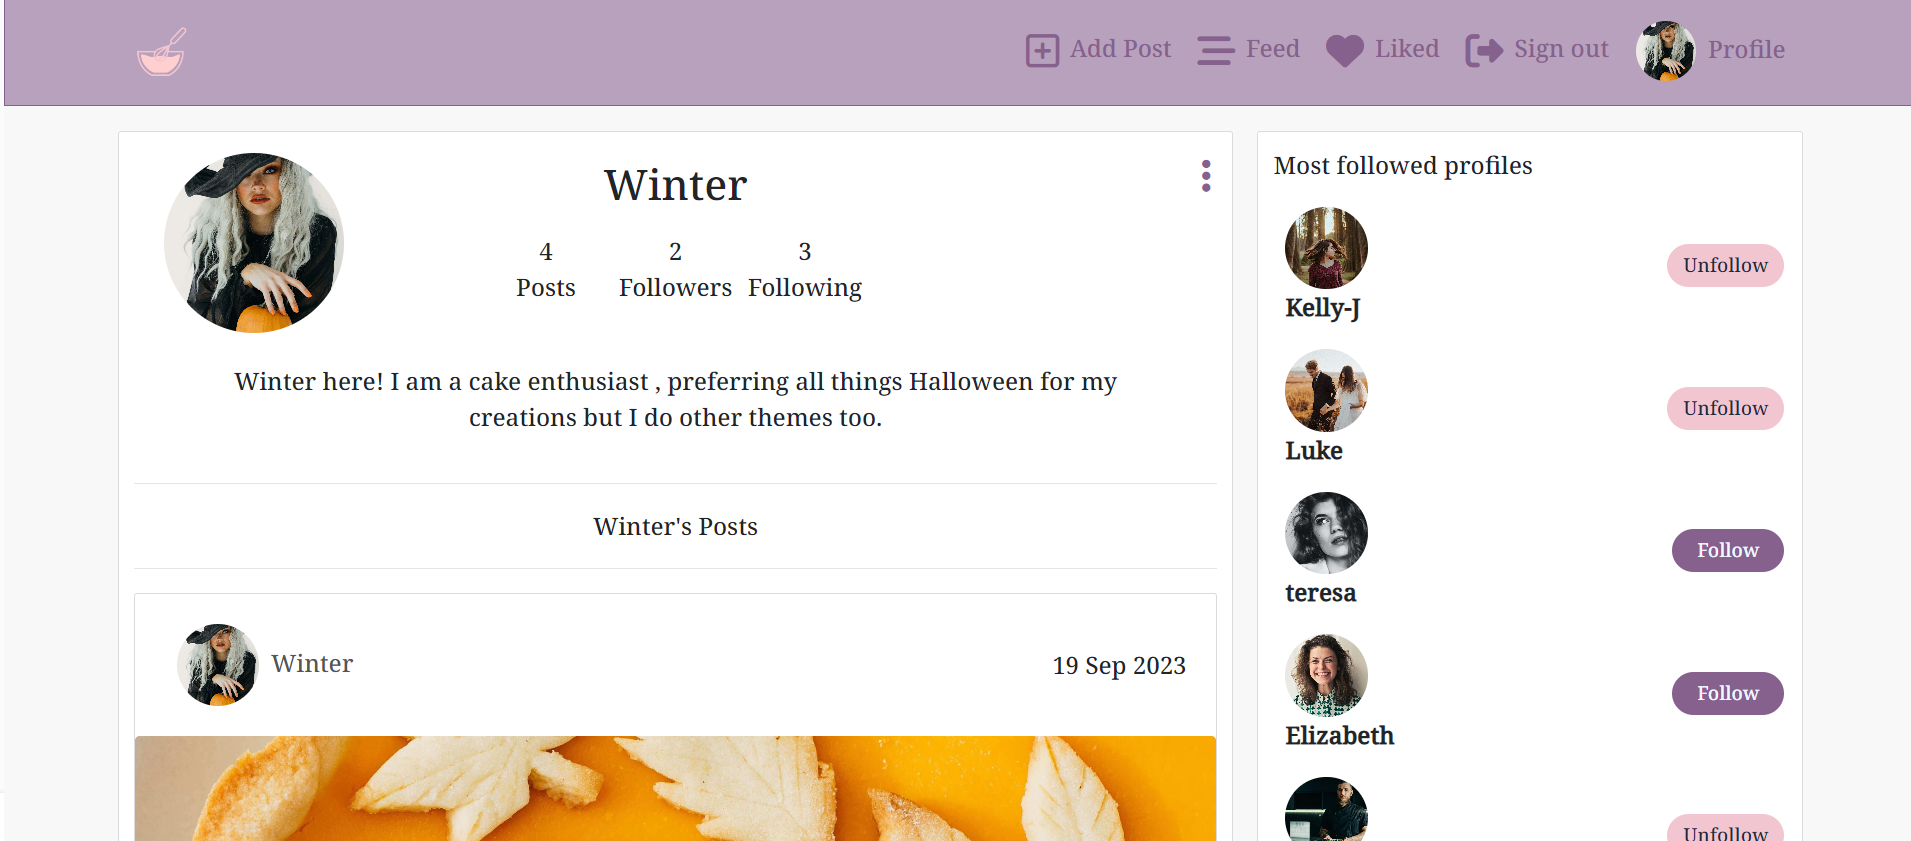 Add Post
Feed
Liked
Sign out
Profile
Winter
4
2
3
Posts
Followers
Following
Winter here! I am a cake enthusiast , preferring all things Halloween for my
creations but I do other themes too.
Winter's Posts
Winter
19 Sep 2023
Most followed profiles
Unfollow
Kelly-J
Unfollow
Luke
Follow
teresa
Follow
Elizabeth
Unfollow